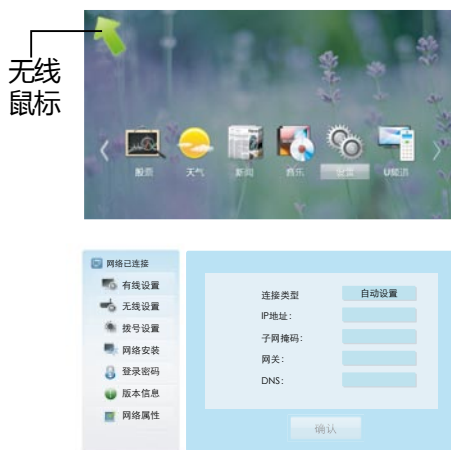 无线
鼠标
股票
天气
新闻
音乐
设置
U频道
网络已连接
有线设置
无线设置
拨号设置
网络安装
登录密码
版本信息
网络属性
连接类型
自动设置
IP地址：
子网掩码：
网关：
DNS：
确认